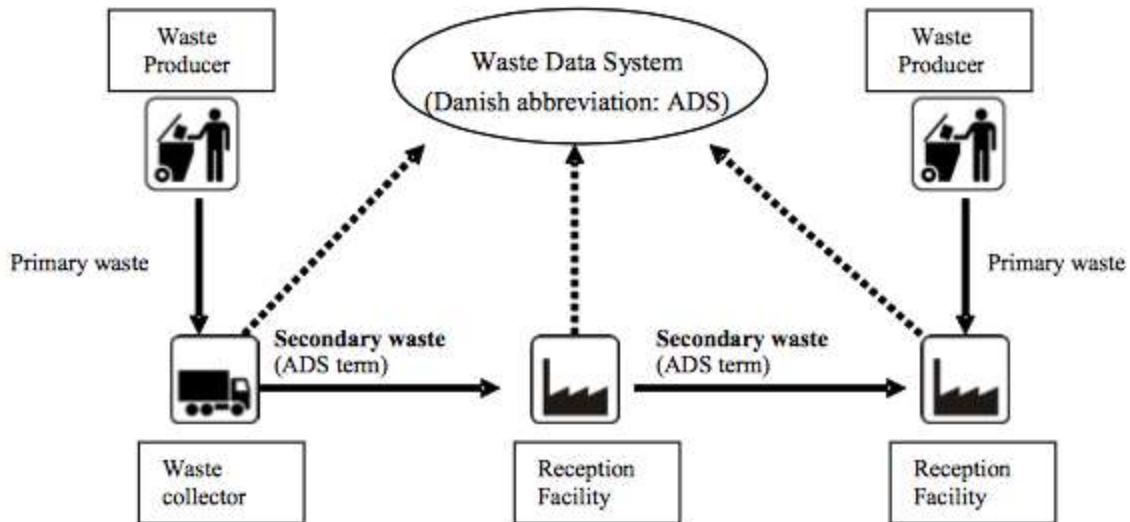 Waste
Producer
Waste Data System
(Danish abbreviation: ADS)
Waste
Producer
Primary waste
Primary waste
Secondary waste
(ADS term)
Secondary waste
(ADS term)
Waste
collector
Reception
Facility
Reception
Facility